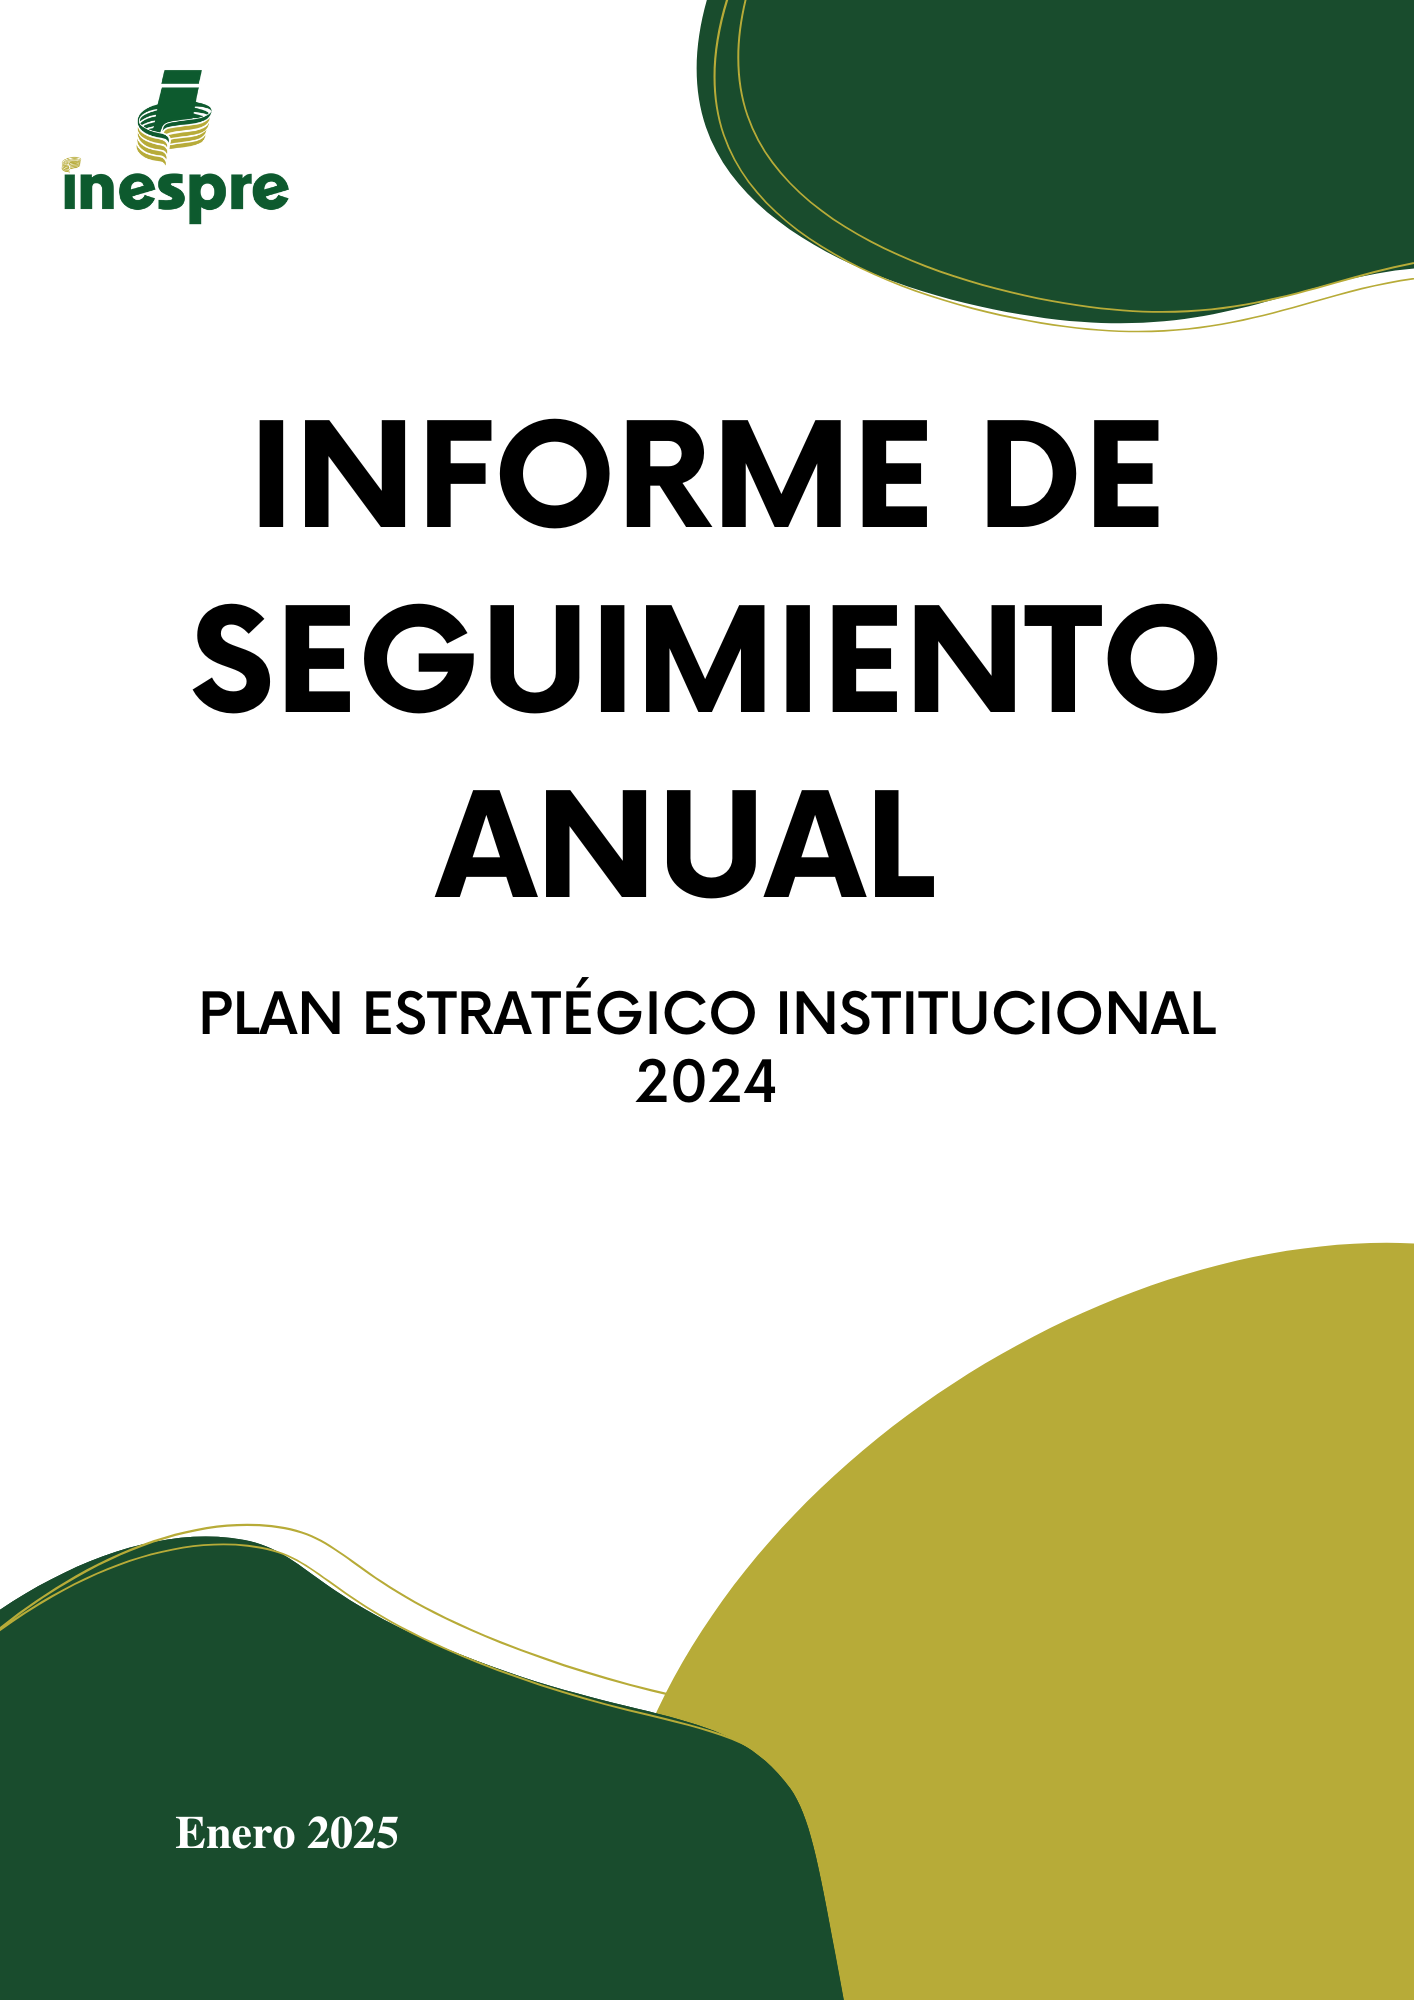 inespre
INFORME DE
SEGUIMIENTO
ANUAL
PLAN ESTRATÉGICO INSTITUCIONAL
2024
Enero 2025